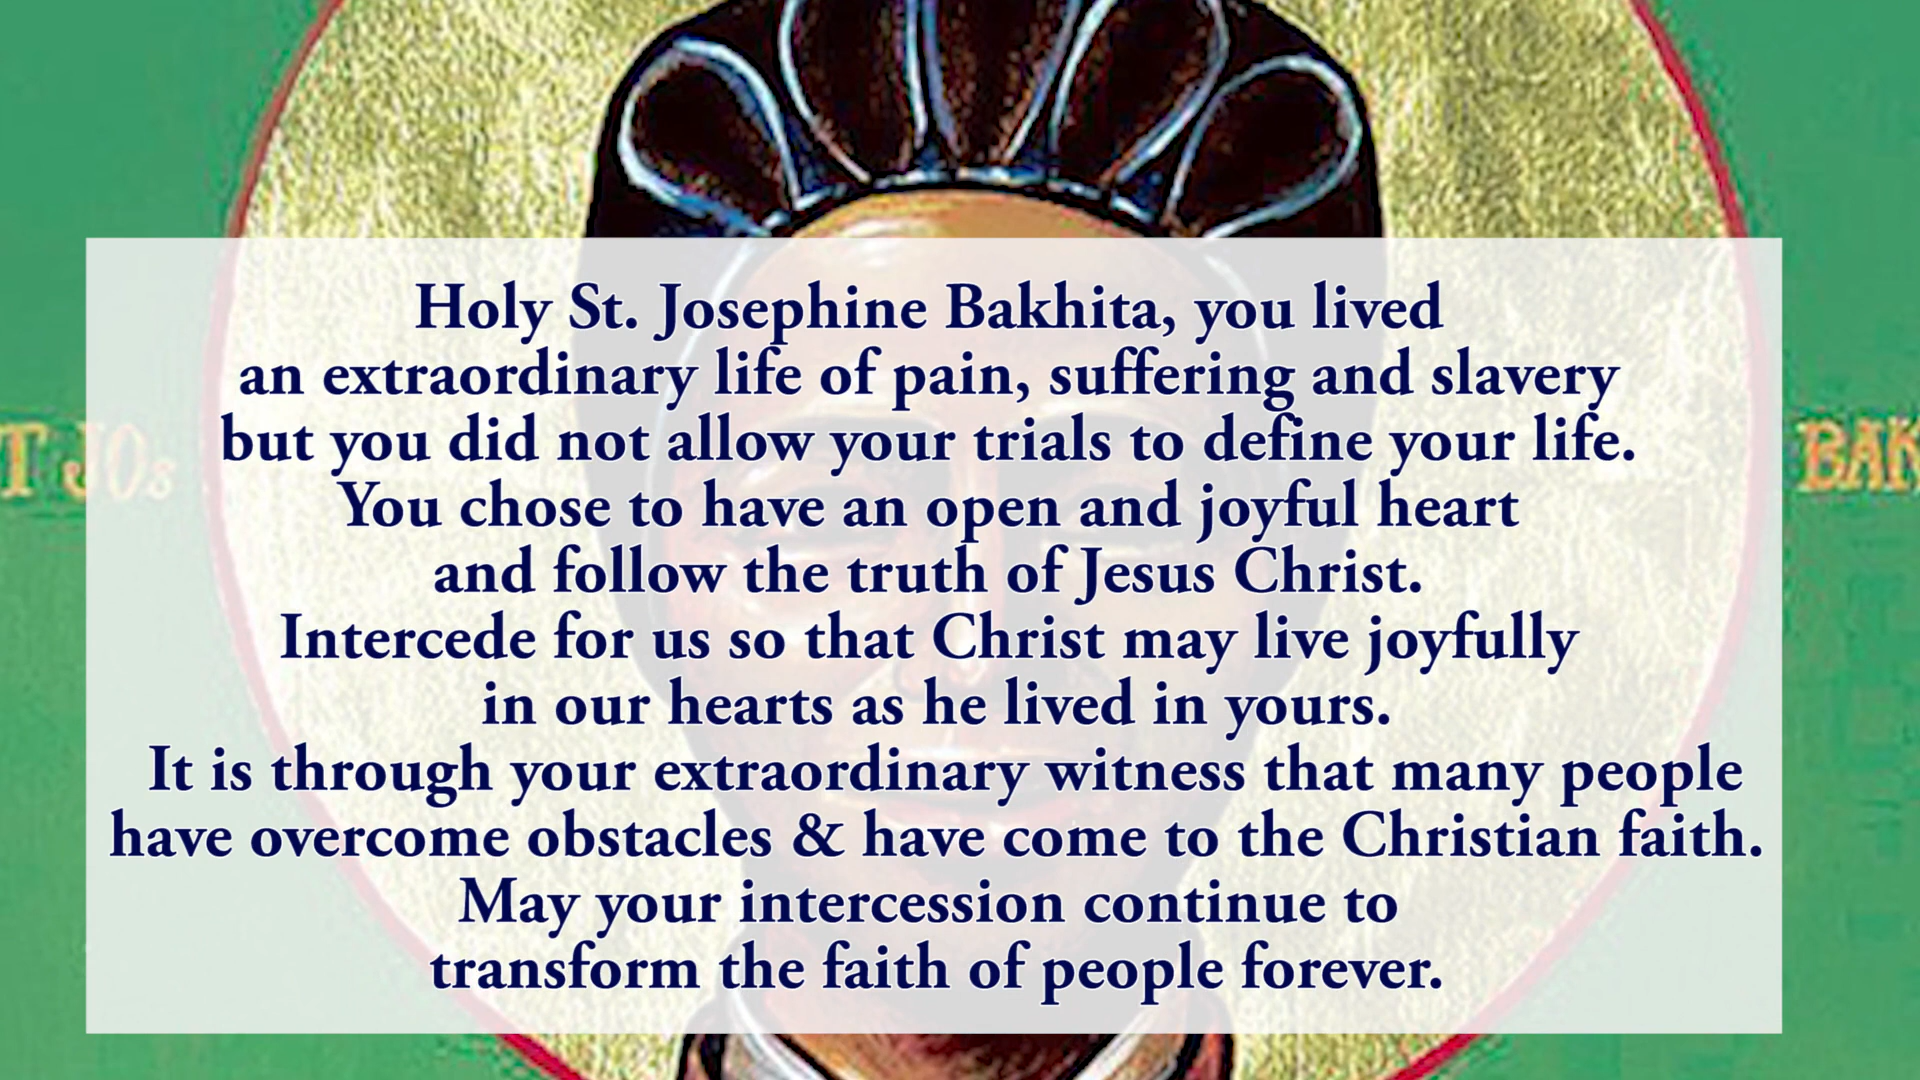 Holy St. Josephine Bakhita, you lived
an extraordinary life of pain, suffering and slavery
but you did not allow your trials to define your life.
You chose to have an open and joyful heart
and follow the truth of Jesus Christ.
Intercede for us so that Christ may live joyfully
in our hearts as he lived in yours.
It is through your extraordinary witness that many people
have overcome obstacles & have come to the Christian faith.
May your intercession continue to
transform the faith of people forever.
T JOs
BAK